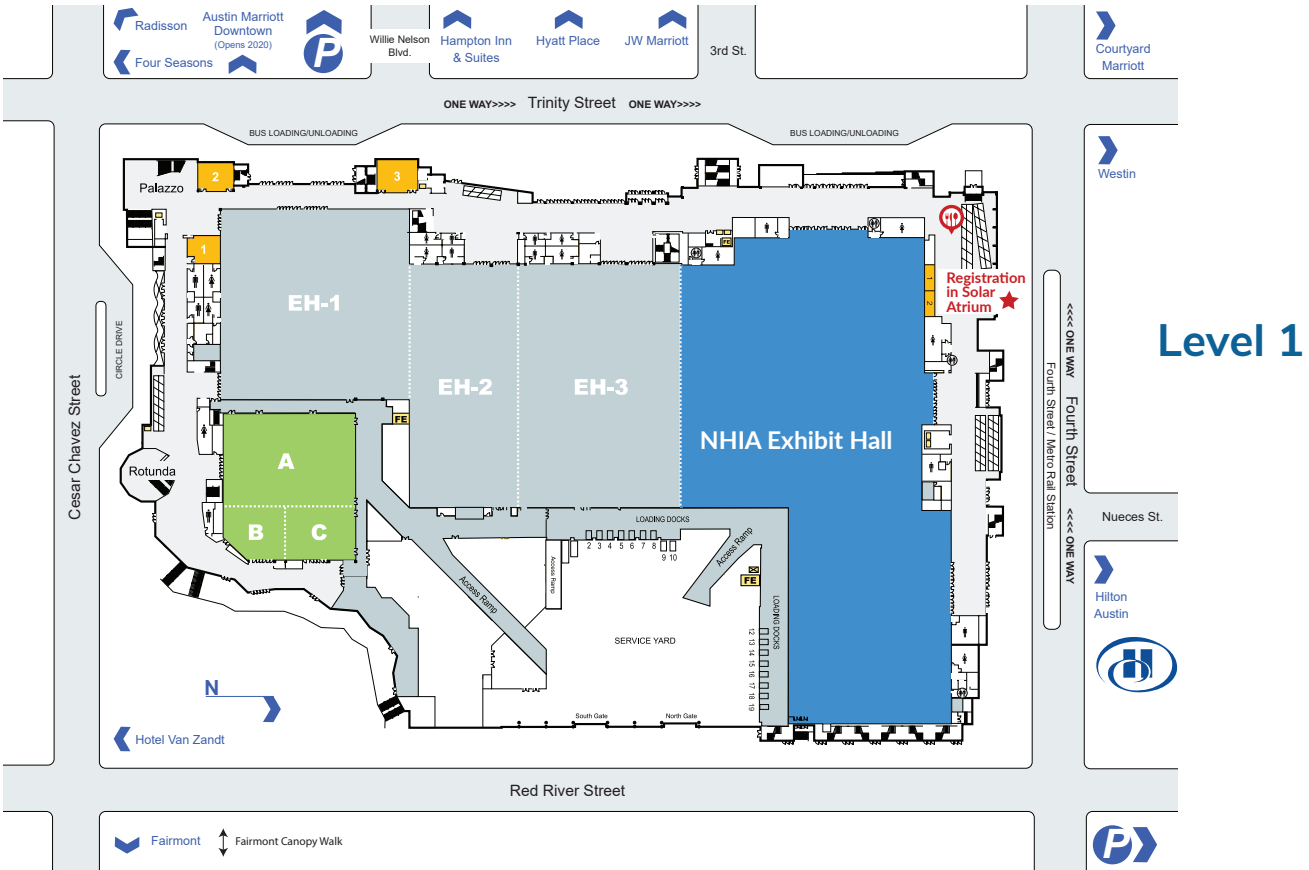 Radisson
Austin Marriott
Downtown
(Opens 2020)
Four Seasons
P
Willie Nelson
Blvd.
Hampton Inn
& Suites
Hyatt Place
JW Marriott
3rd St.
Courtyard
Marriott
ONE WAY>>>> Trinity Street ONE WAY>>>>
BUS LOADING/UNLOADING
BUS LOADING/UNLOADING
Westin
Palazzo
2
3
1
FE
1
2
Registration
in Solar
Atrium
EH-1
EH-2
EH-3
NHIA Exhibit Hall
Level 1
CIRCLE DRIVE
Cesar Chavez Street
<<<< ONE WAY Fourth Street <<<< ONE WAY
Fourth Street / Metro Rail Station
FE
A
B
C
Rotunda
Nueces St.
LOADING DOCKS
2 3 4 5 6 7 8
9 10
Access Ramp
Access Ramp
Access Ramp
FE
LOADING DOCKS
12 13 14 15 16 17 18 19
SERVICE YARD
Hilton
Austin
H
N
South Gate
North Gate
Hotel Van Zandt
Red River Street
Fairmont
Fairmont Canopy Walk
P